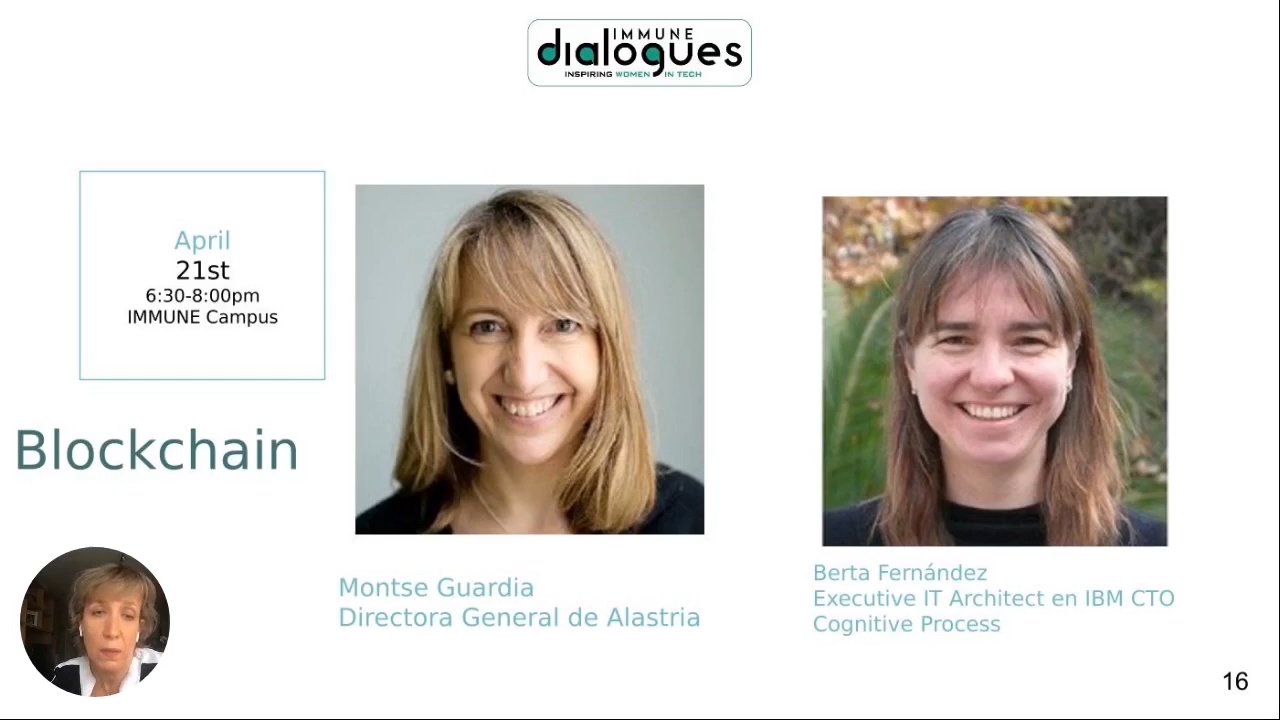 IMMUNE
dialogues
INSPIRING WOMEN IN TECH
April
21st
6:30-8:00pm
IMMUNE Campus
Blockchain
Montse Guardia
Directora General de Alastria
Berta Fernández
Executive IT Architect en IBM CTO
Cognitive Process
16